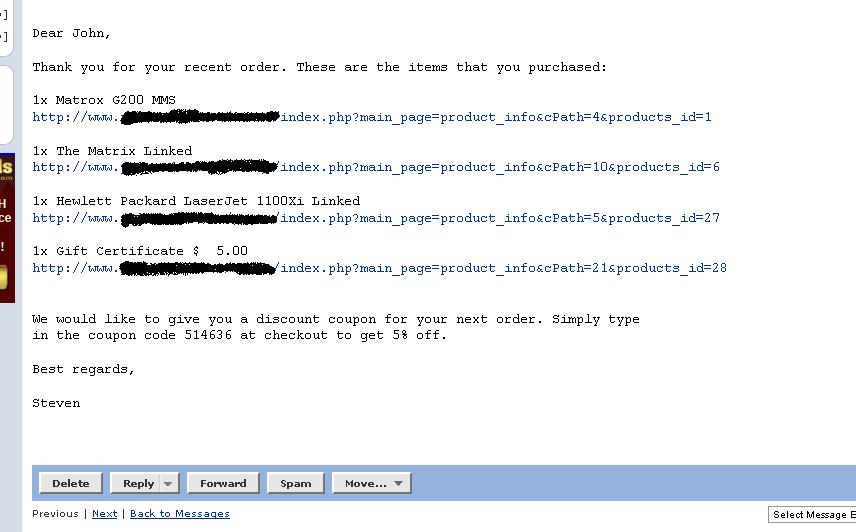 Dear John,
Thank you for your recent order. These are the items that you purchased:
1x Matrox G200 MMS
http://www. index.php?main_page=product_info&cPath=4&products_id=1
1x The Matrix Linked
http://www. /index.php?main_page=product_info&cPath=10&products_id=6
1x Hewlett Packard LaserJet 1100Xi Linked
http://www. /index.php?main_page=product_info&cPath=5&products_id=27
1x Gift Certificate $  5.00
http://www. /index.php?main_page=product_info&cPath=21&products_id=28
We would like to give you a discount coupon for your next order. Simply type
in the coupon code 514636 at checkout to get 5% off.
Best regards,
Steven
Delete Reply Forward Spam Move...
Previous | Next | Back to Messages
Select Message E